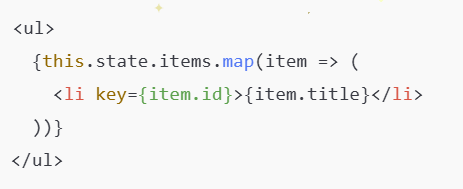 <ul>
  {this.state.items.map(item => (
    <li key={item.id}>{item.title}</li>
  ))}
</ul>